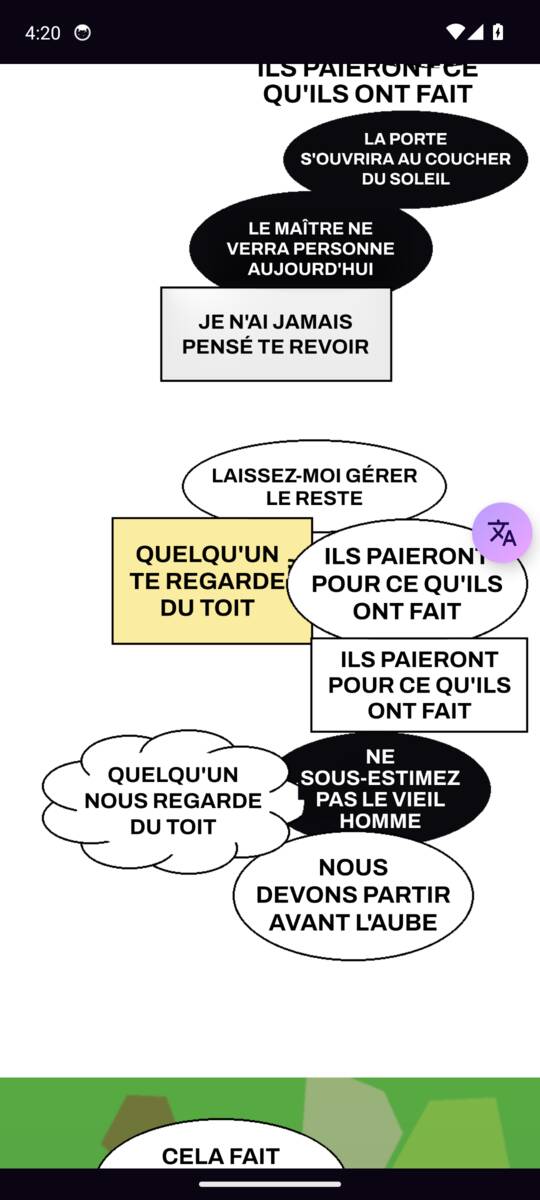 4:20
ILS PAIERONT CE
QU'ILS ONT FAIT
LA PORTE
S'OUVRIRA AU COUCHER
DU SOLEIL
LE MAÎTRE NE
VERRA PERSONNE
AUJOURD'HUI
JE N'AI JAMAIS
PENSÉ TE REVOIR
LAISSEZ-MOI GÉRER
LE RESTE
QUELQU'UN
TE REGARDE
DU TOIT
ILS PAIERONT
POUR CE QU'ILS
ONT FAIT
ILS PAIERONT
POUR CE QU'ILS
ONT FAIT
NE
SOUS-ESTIMEZ
PAS LE VIEIL
HOMME
QUELQU'UN
NOUS REGARDE
DU TOIT
NOUS
DEVONS PARTIR
AVANT L'AUBE
CELA FAIT